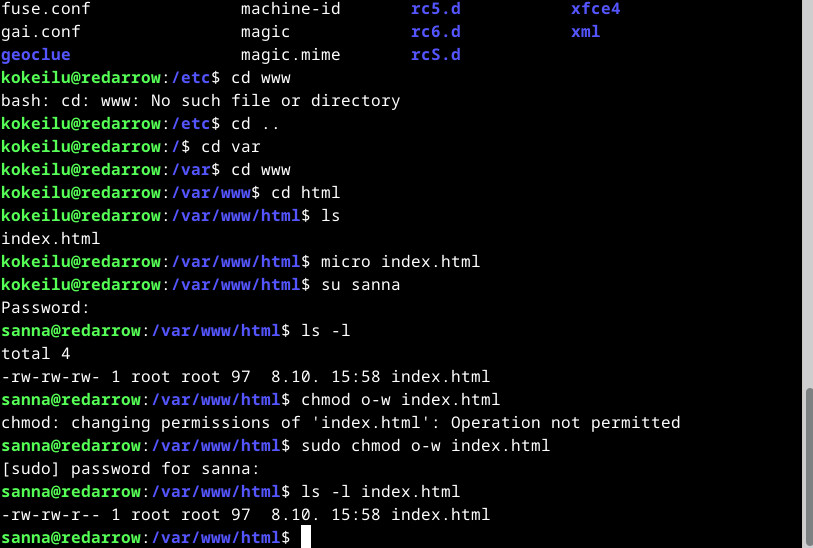 fuse.conf machine-id rc5.d xfce4
gai.conf magic rc6.d xml
geoclue magic.mime rcS.d
kokeilu@redarrow:/etc$ cd www
bash: cd: www: No such file or directory
kokeilu@redarrow:/etc$ cd ..
kokeilu@redarrow:/$ cd var
kokeilu@redarrow:/var$ cd www
kokeilu@redarrow:/var/www$ cd html
kokeilu@redarrow:/var/www/html$ ls
index.html
kokeilu@redarrow:/var/www/html$ micro index.html
kokeilu@redarrow:/var/www/html$ su sanna
Password:
sanna@redarrow:/var/www/html$ ls -l
total 4
-rw-rw-rw- 1 root root 97  8.10. 15:58 index.html
sanna@redarrow:/var/www/html$ chmod o-w index.html
chmod: changing permissions of 'index.html': Operation not permitted
sanna@redarrow:/var/www/html$ sudo chmod o-w index.html
[sudo] password for sanna:
sanna@redarrow:/var/www/html$ ls -l index.html
-rw-rw-r-- 1 root root 97  8.10. 15:58 index.html
sanna@redarrow:/var/www/html$